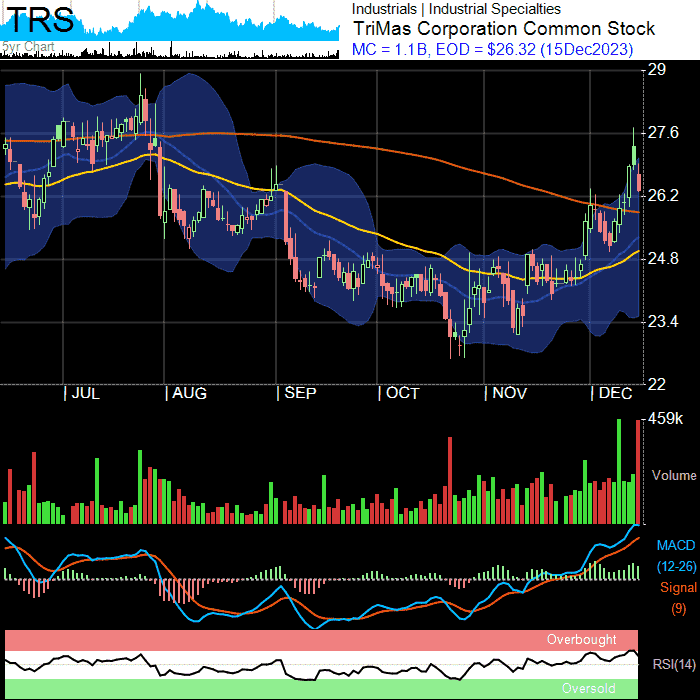 TRS
5yr Chart
Industrials | Industrial Specialties
TriMas Corporation Common Stock
MC = 1.1B, EOD = $26.32 (15Dec2023)
29
27.6
26.2
24.8
23.4
22
| JUL | AUG | SEP | OCT | NOV | DEC
459k
Volume
MACD
(12-26)
Signal
(9)
Overbought
RSI(14)
Oversold